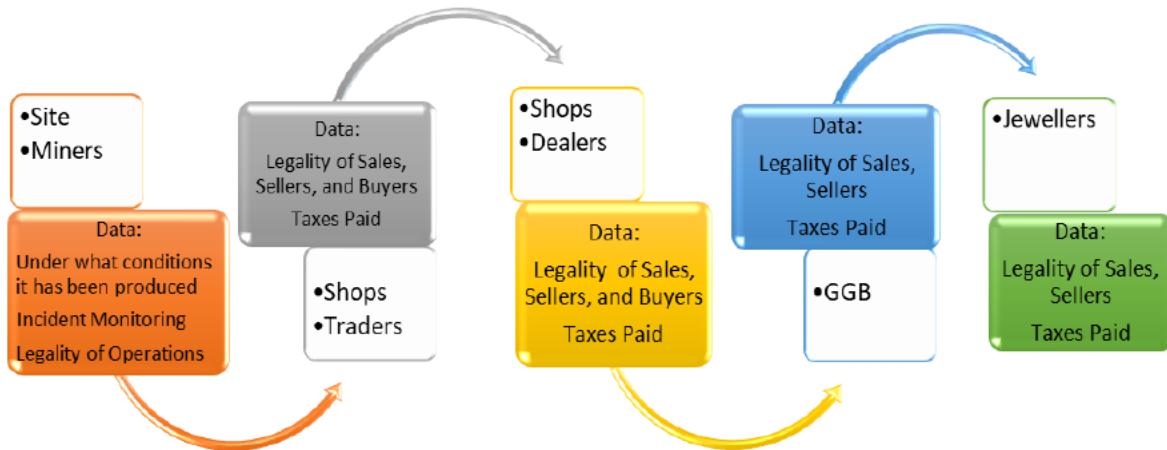 •Site
•Miners
Data:
Under what conditions
it has been produced
Incident Monitoring
Legality of Operations
Data:
Legality of Sales,
Sellers, and Buyers
Taxes Paid
•Shops
•Traders
•Shops
•Dealers
Data:
Legality of Sales,
Sellers, and Buyers
Taxes Paid
Data:
Legality of Sales,
Sellers
Taxes Paid
•GGB
•Jewellers
Data:
Legality of Sales,
Sellers
Taxes Paid